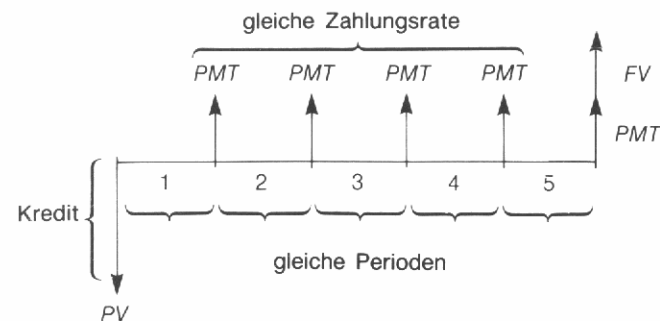 gleiche Zahlungsrate
PMT PMT PMT PMT FV
PMT
1 2 3 4 5
Kredit
gleiche Perioden
PV